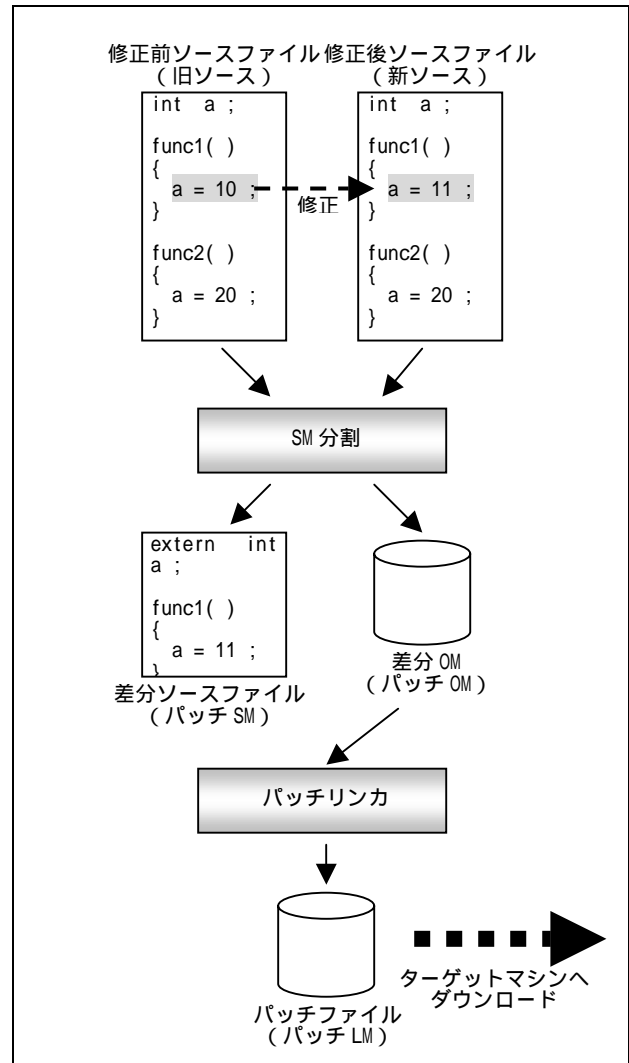 修正前ソースファイル
（旧ソース）
int a ;
func1( )
{
a = 10 ;
}
func2( )
{
a = 20 ;
}
修正
修正後ソースファイル
（新ソース）
int a ;
func1( )
{
a = 11 ;
}
func2( )
{
a = 20 ;
}
SM 分割
extern int
a ;
func1( )
{
a = 11 ;
}
差分ソースファイル
（パッチ SM）
差分 OM
（パッチ OM）
パッチリンカ
パッチファイル
（パッチ LM）
ターゲットマシンへ
ダウンロード